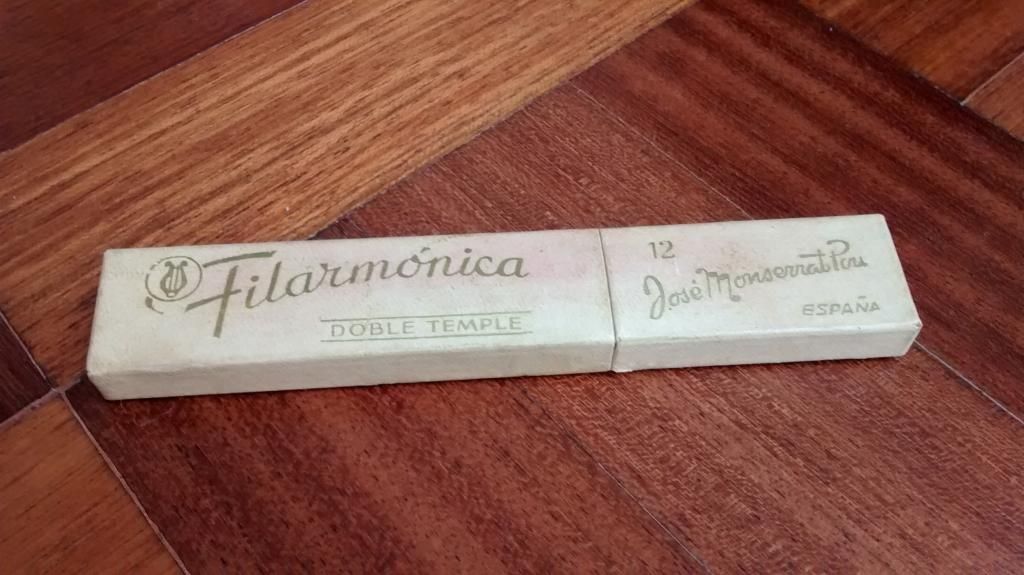 Filarmónica
DOBLE TEMPLE
12
José Monserrat Pou
ESPAÑA